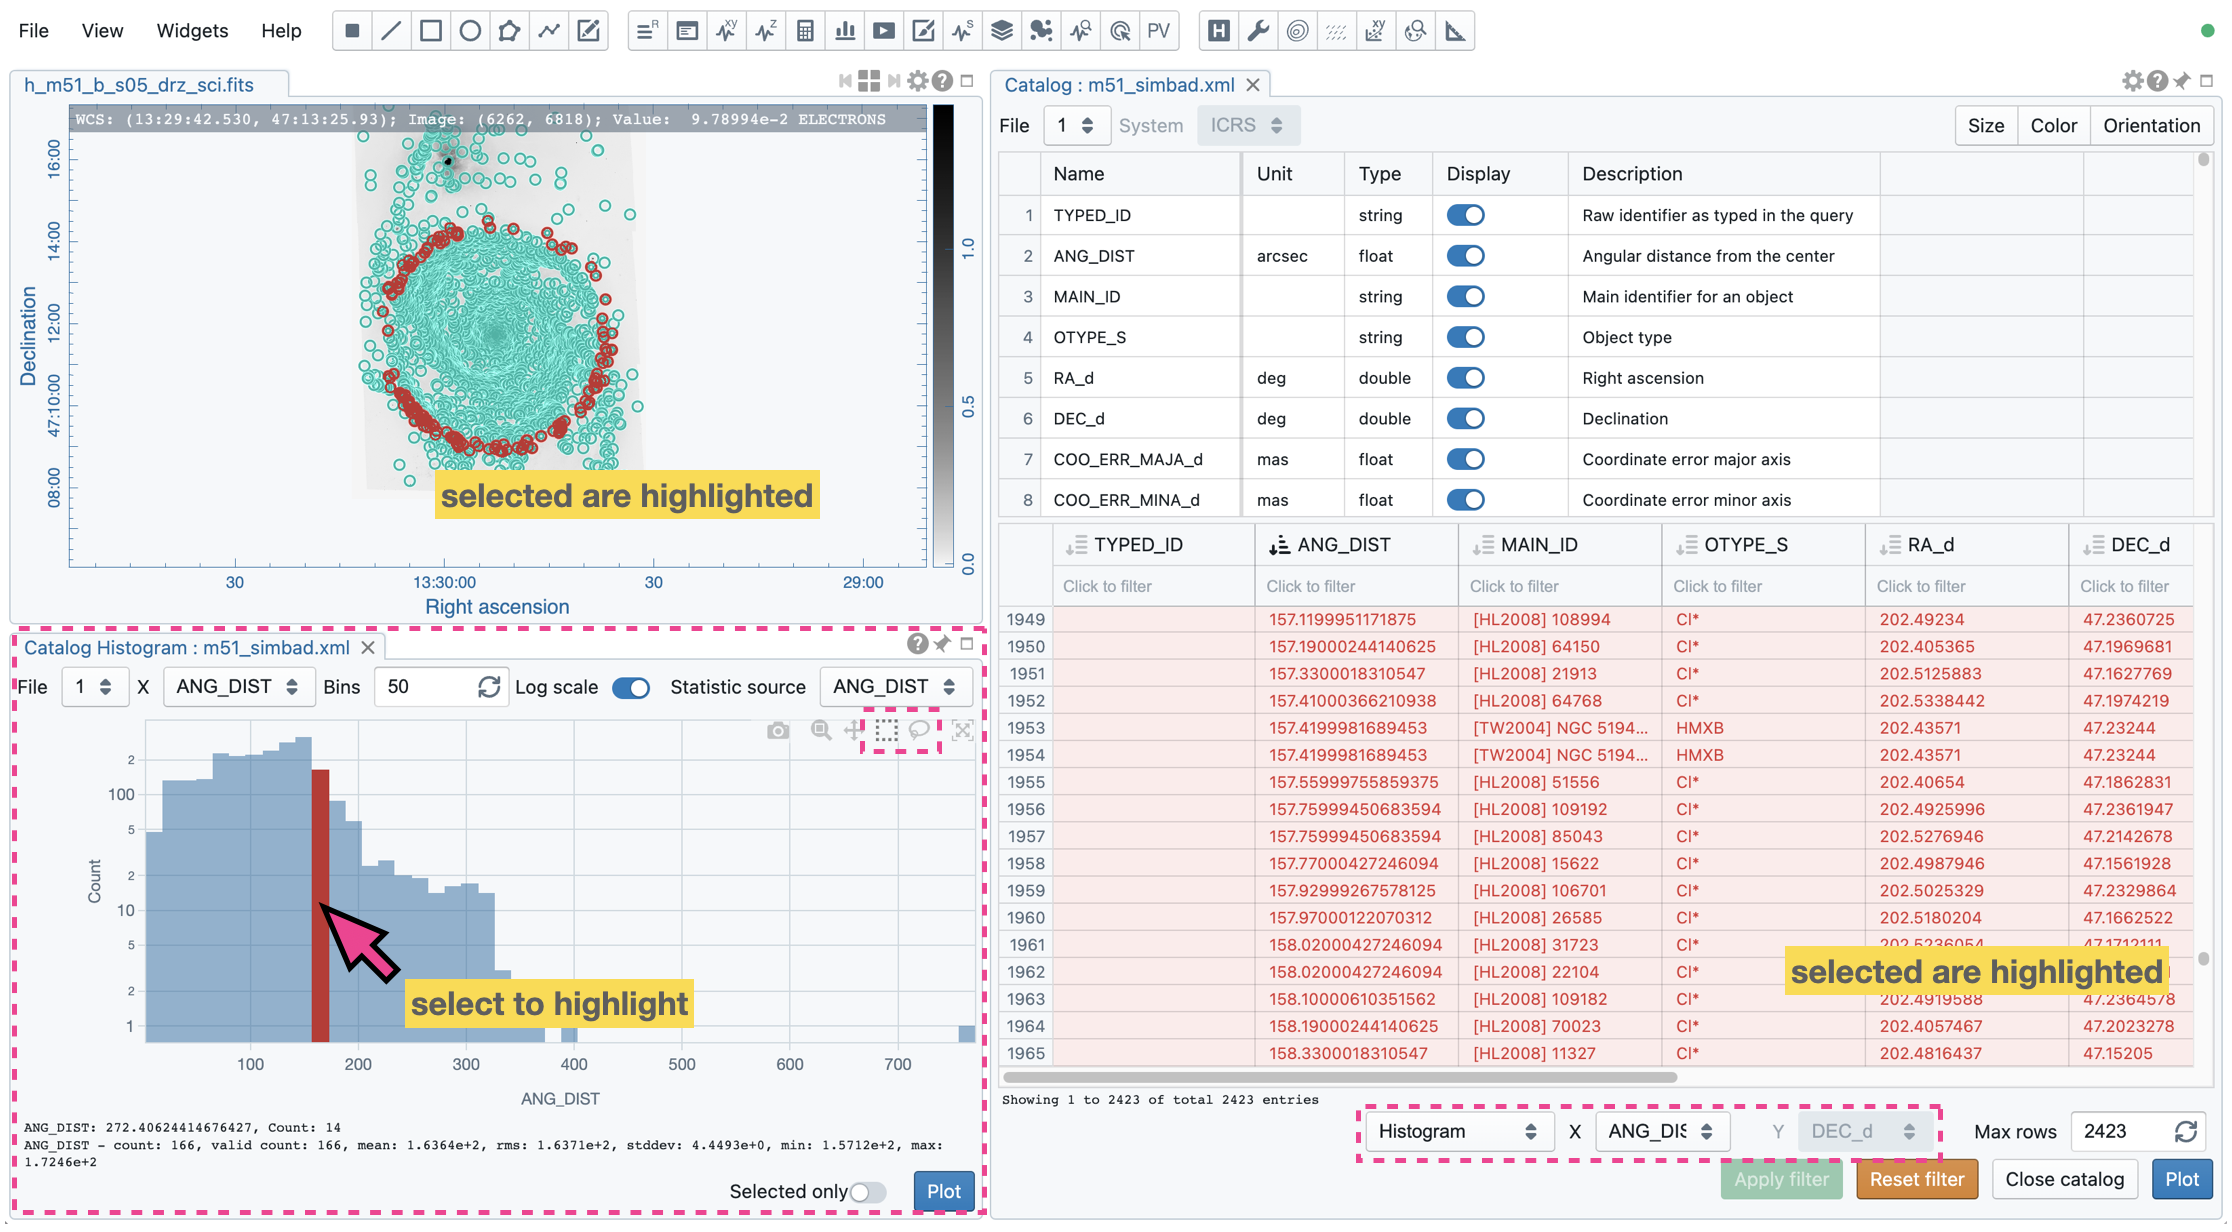 File View Widgets Help
PV
h_m51_b_s05_drz_sci.fits
WCS: (13:29:42.530, 47:13:25.93); Image: (6262, 6818); Value: 9.78994e-2 ELECTRONS
Declination
16:00
14:00
12:00
47:10:00
08:00
1.0
0.5
0.0
selected are highlighted
30 13:30:00 30 29:00
Right ascension
Catalog Histogram : m51_simbad.xml
File 1 X ANG_DIST Bins 50 Log scale Statistic source ANG_DIST
Count
2
100
5
2
10
5
2
1
select to highlight
100 200 300 400 500 600 700
ANG_DIST
ANG_DIST: 272.40624414676427, Count: 14
ANG_DIST - count: 166, valid count: 166, mean: 1.6364e+2, rms: 1.6371e+2, stddev: 4.4493e+0, min: 1.5712e+2, max:
1.7246e+2
Selected only Plot
Catalog : m51_simbad.xml
File 1 System ICRS Size Color Orientation
Name Unit Type Display Description
1 TYPED_ID string Raw identifier as typed in the query
2 ANG_DIST arcsec float Angular distance from the center
3 MAIN_ID string Main identifier for an object
4 OTYPE_S string Object type
5 RA_d deg double Right ascension
6 DEC_d deg double Declination
7 COO_ERR_MAJA_d mas float Coordinate error major axis
8 COO_ERR_MINA_d mas float Coordinate error minor axis
TYPED_ID ANG_DIST MAIN_ID OTYPE_S RA_d DEC_d
Click to filter Click to filter Click to filter Click to filter Click to filter Click to filter
1949 157.1199951171875 [HL2008] 108994 Cl* 202.49234 47.2360725
1950 157.19000244140625 [HL2008] 64150 Cl* 202.405365 47.1969681
1951 157.3300018310547 [HL2008] 21913 Cl* 202.5125883 47.1627769
1952 157.41000366210938 [HL2008] 64768 Cl* 202.5338442 47.1974219
1953 157.4199981689453 [TW2004] NGC 5194... HMXB 202.43571 47.23244
1954 157.4199981689453 [TW2004] NGC 5194... HMXB 202.43571 47.23244
1955 157.55999755859375 [HL2008] 51556 Cl* 202.40654 47.1862831
1956 157.75999450683594 [HL2008] 109192 Cl* 202.4925996 47.2361947
1957 157.75999450683594 [HL2008] 85043 Cl* 202.5276946 47.2142678
1958 157.77000427246094 [HL2008] 15622 Cl* 202.4987946 47.1561928
1959 157.92999267578125 [HL2008] 106701 Cl* 202.5025329 47.2329864
1960 157.97000122070312 [HL2008] 26585 Cl* 202.5180204 47.1662522
1961 158.02000427246094 [HL2008] 31723 Cl* 202.5236054 47.1712111
1962 158.02000427246094 [HL2008] 22104 Cl*
selected are highlighted
1963 158.10000610351562 [HL2008] 109182 Cl* 202.4919588 47.2364578
1964 158.19000244140625 [HL2008] 70023 Cl* 202.4057467 47.2023278
1965 158.3300018310547 [HL2008] 11327 Cl* 202.4816437 47.15205
Showing 1 to 2423 of total 2423 entries
Histogram X ANG_DIS Y DEC_d Max rows 2423
Apply filter Reset filter Close catalog Plot